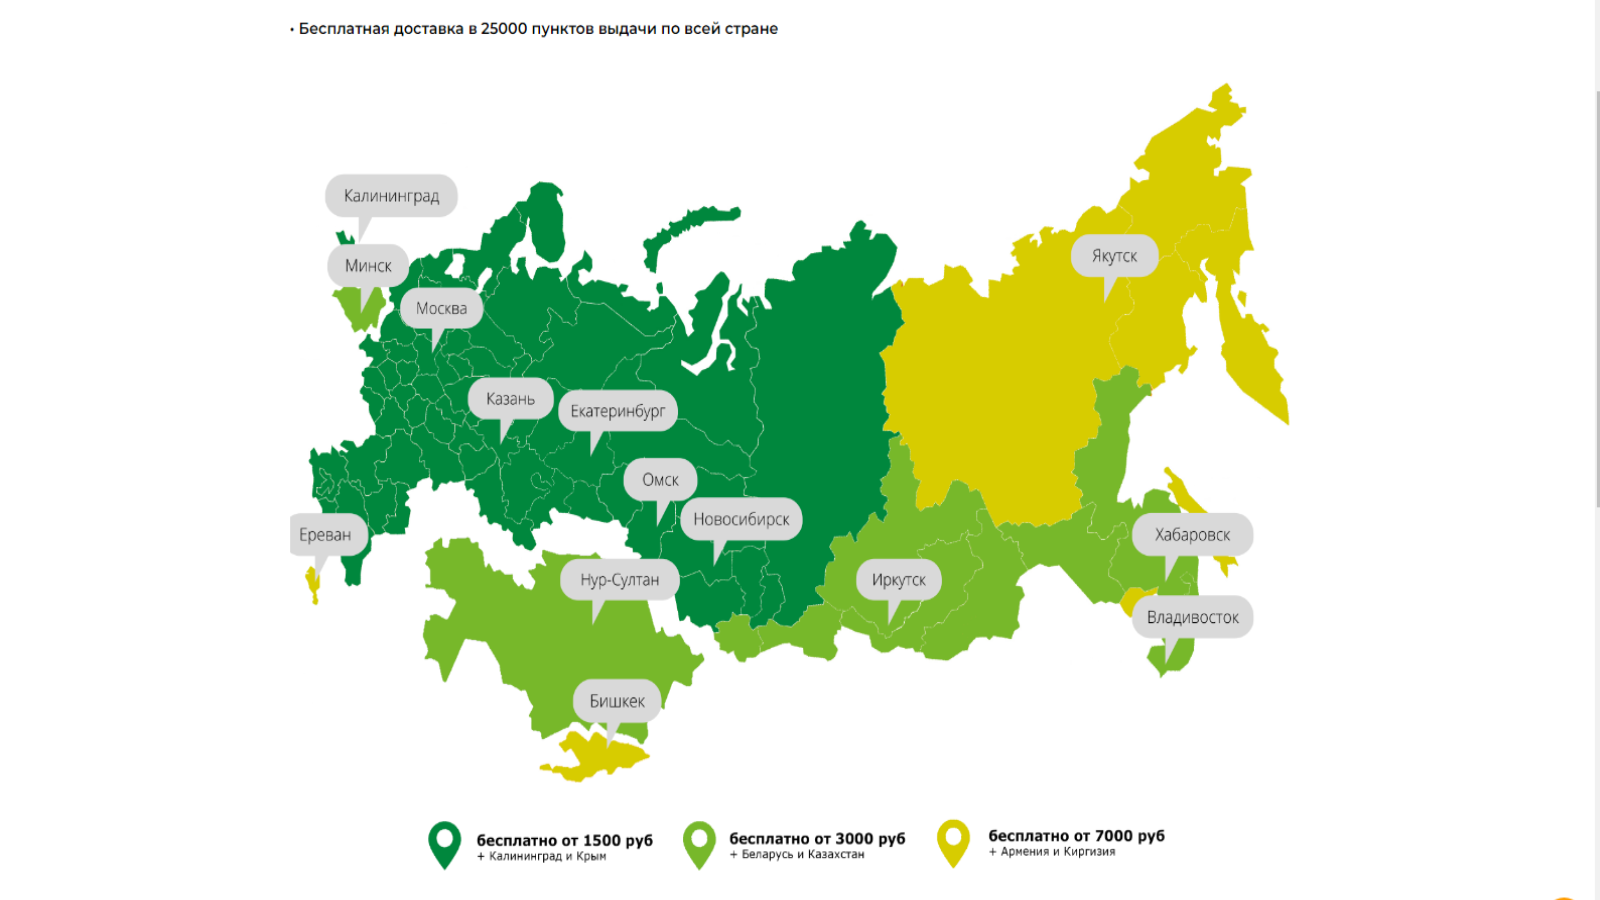 • Бесплатная доставка в 25000 пунктов выдачи по всей стране
Калининград
Минск
Якутск
Москва
Казань
Екатеринбург
Омск
Новосибирск
Ереван
Хабаровск
Нур-Султан
Иркутск
Владивосток
Бишкек
бесплатно от 1500 руб
+ Калининград и Крым
бесплатно от 3000 руб
+ Беларусь и Казахстан
бесплатно от 7000 руб
+ Армения и Киргизия